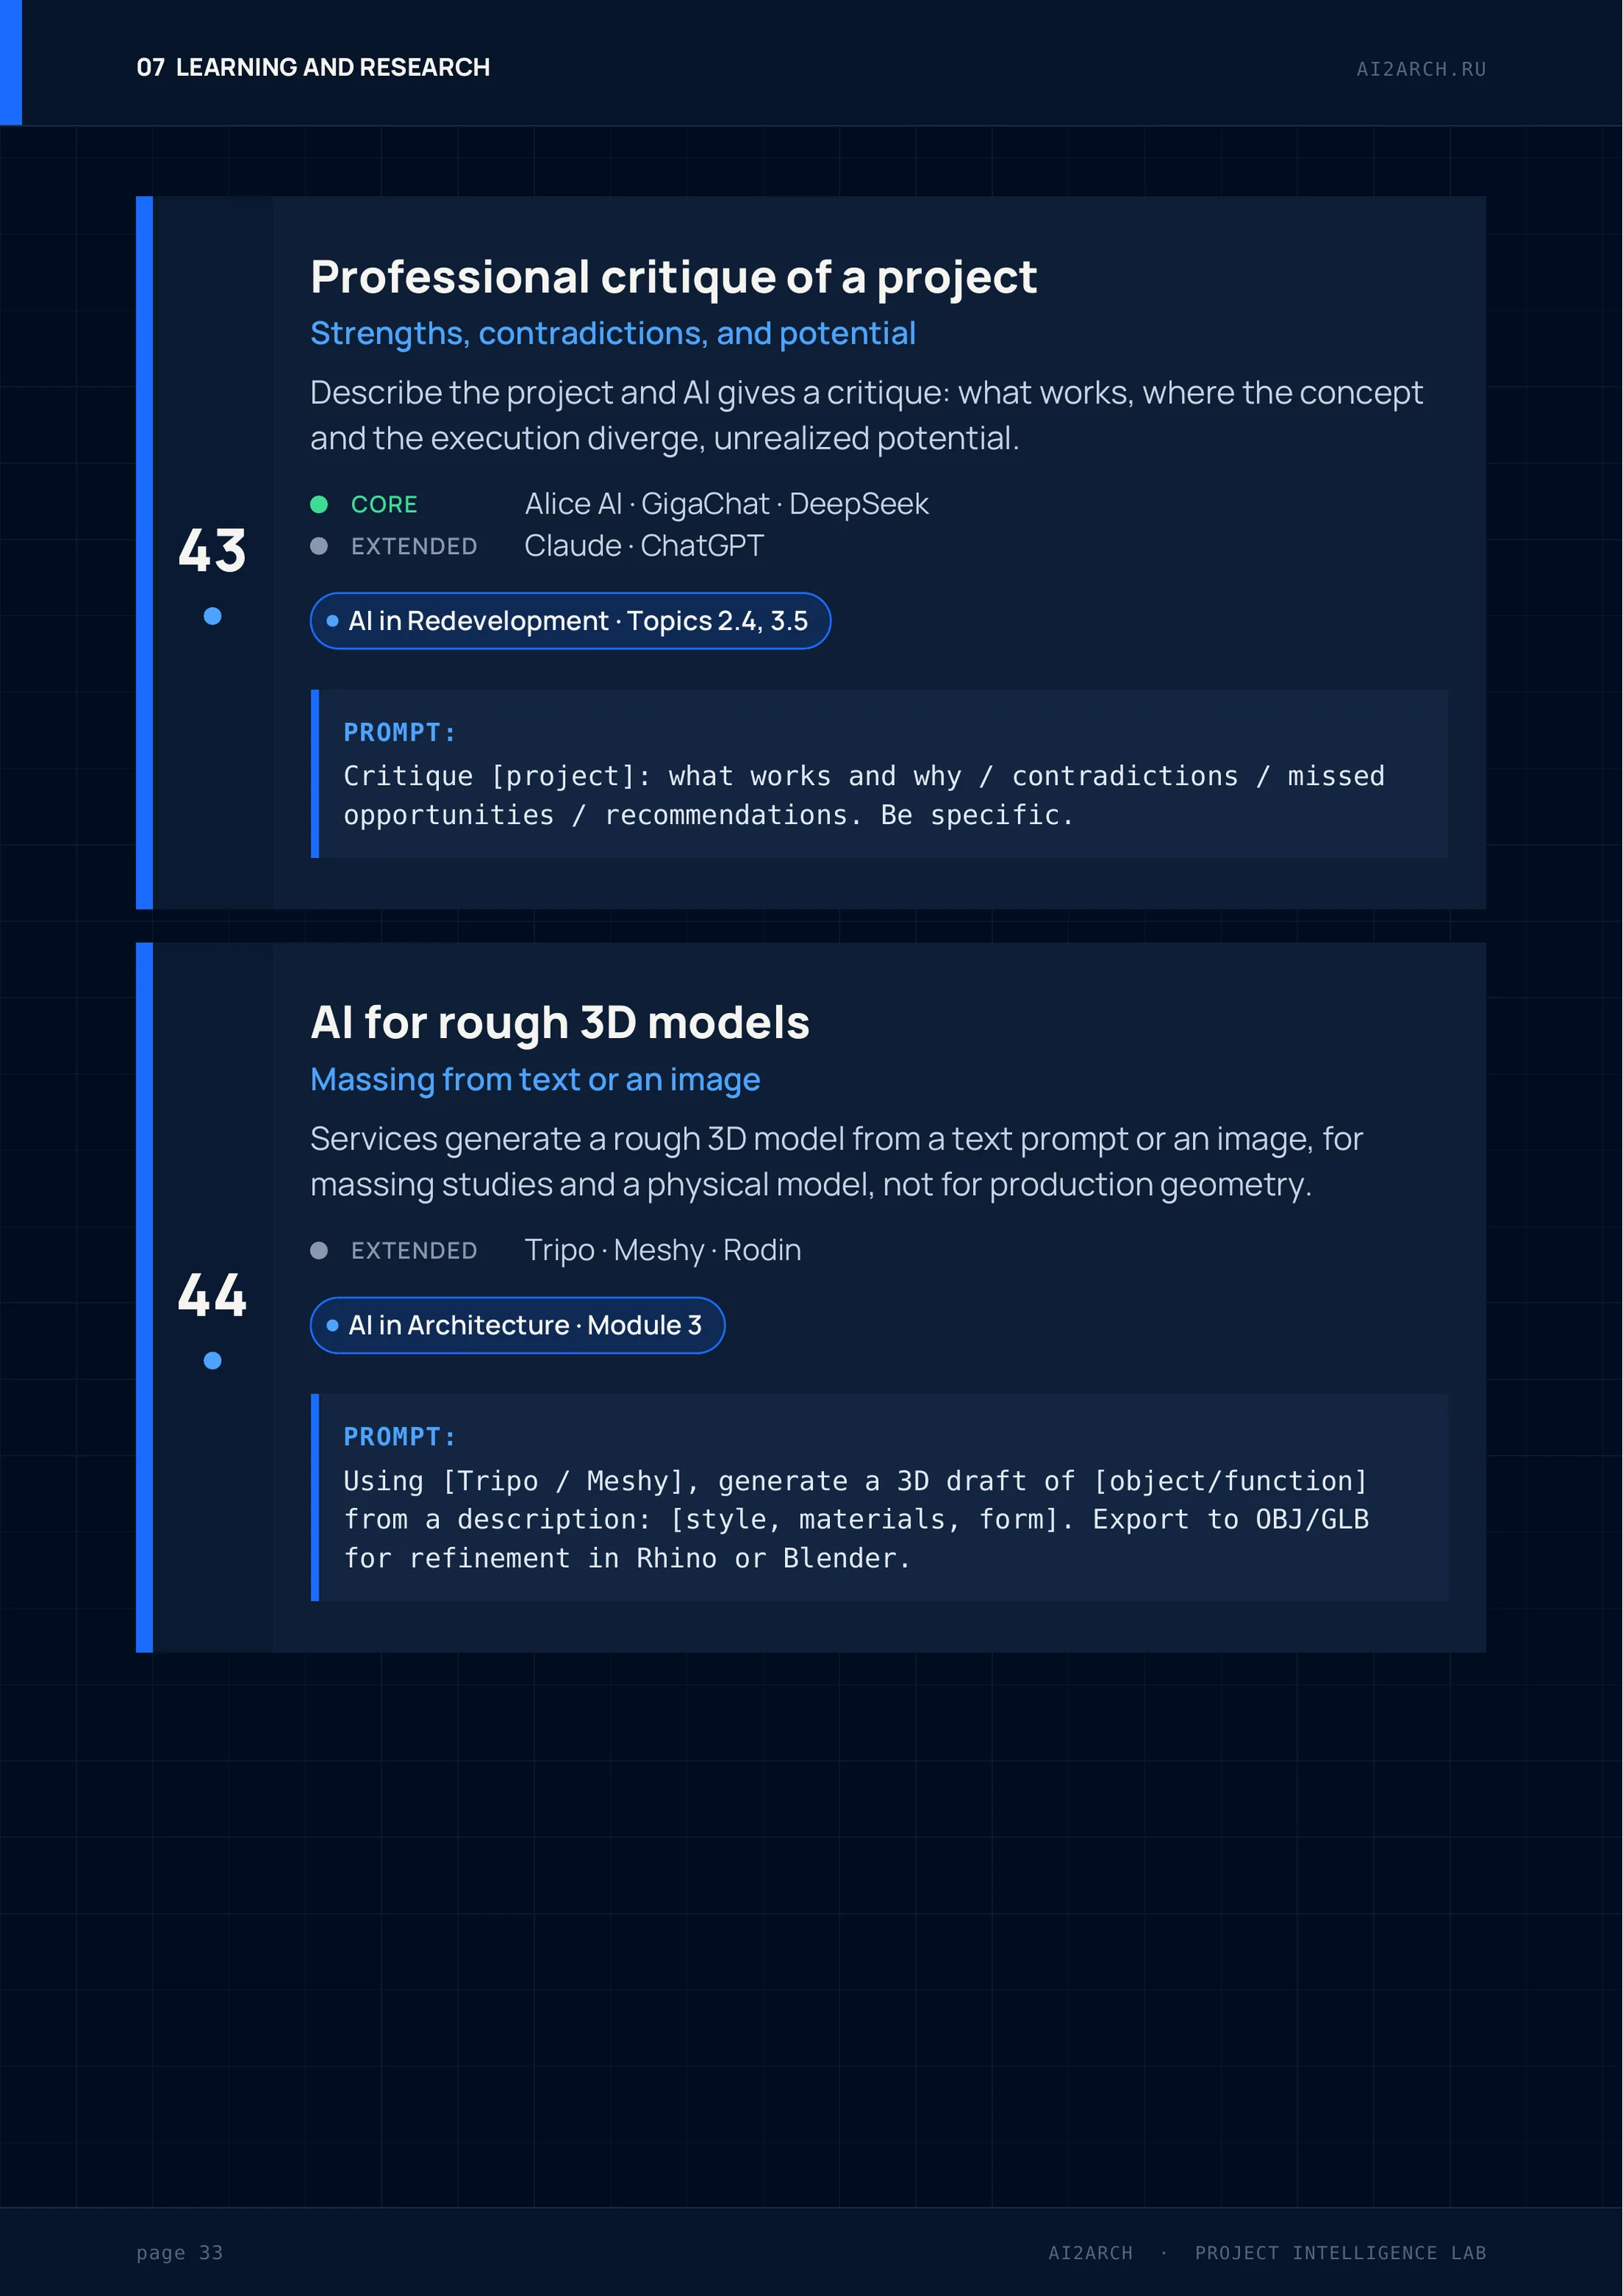 07 LEARNING AND RESEARCH
AI2ARCH.RU
43
Professional critique of a project
Strengths, contradictions, and potential
Describe the project and AI gives a critique: what works, where the concept
and the execution diverge, unrealized potential.
CORE Alice AI · GigaChat · DeepSeek
EXTENDED Claude · ChatGPT
AI in Redevelopment · Topics 2.4, 3.5
PROMPT:
Critique [project]: what works and why / contradictions / missed
opportunities / recommendations. Be specific.
44
AI for rough 3D models
Massing from text or an image
Services generate a rough 3D model from a text prompt or an image, for
massing studies and a physical model, not for production geometry.
EXTENDED Tripo · Meshy · Rodin
AI in Architecture · Module 3
PROMPT:
Using [Tripo / Meshy], generate a 3D draft of [object/function]
from a description: [style, materials, form]. Export to OBJ/GLB
for refinement in Rhino or Blender.
page 33
AI2ARCH · PROJECT INTELLIGENCE LAB